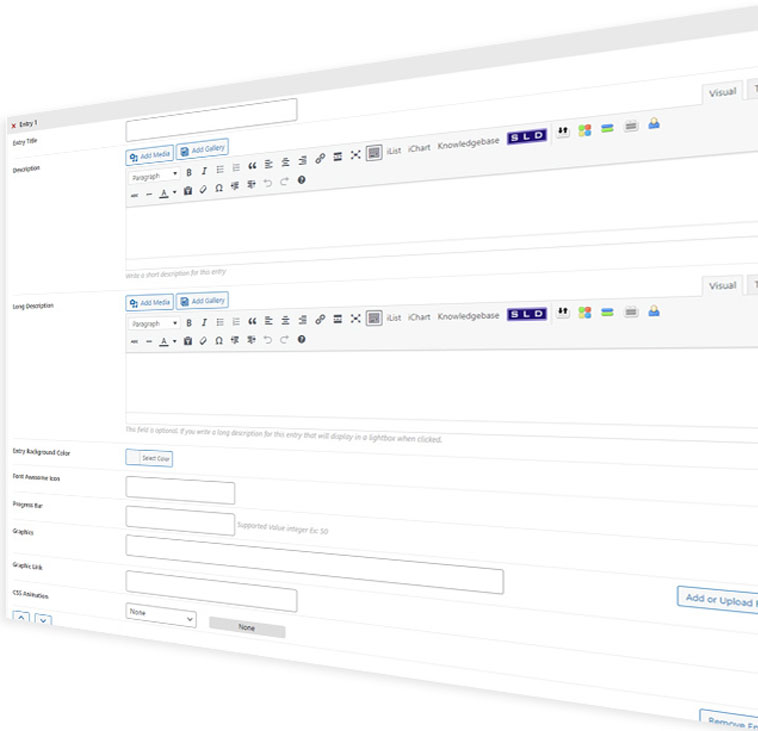 × Entry 1
Entry Title
Description
Add Media Add Gallery
Visual
Paragraph B I iList iChart Knowledgebase SLD
Write a short description for this entry
Long Description
Add Media Add Gallery
Visual
Paragraph B I iList iChart Knowledgebase SLD
This field is optional. If you write a long description for this entry that will display in a lightbox when clicked.
Entry Background Color
Select Color
Font Awesome Icon
Progress Bar
Supported Value integer Ex: 50
Graphics
Add or Upload
Graphic Link
CSS Animation
None None
Remove